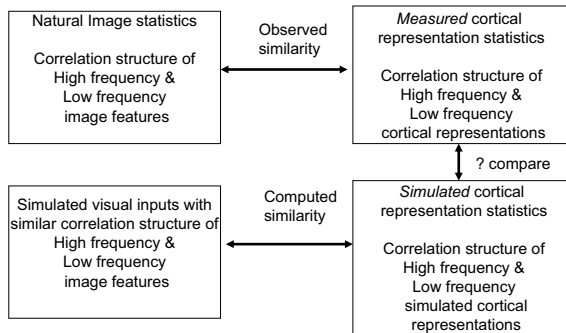 Natural Image statistics
Correlation structure of
High frequency &
Low frequency
image features
Observed
similarity
Measured cortical
representation statistics
Correlation structure of
High frequency &
Low frequency
cortical representations
? compare
Simulated visual inputs with
similar correlation structure of
High frequency &
Low frequency
image features
Computed
similarity
Simulated cortical
representation statistics
Correlation structure of
High frequency &
Low frequency
simulated cortical
representations